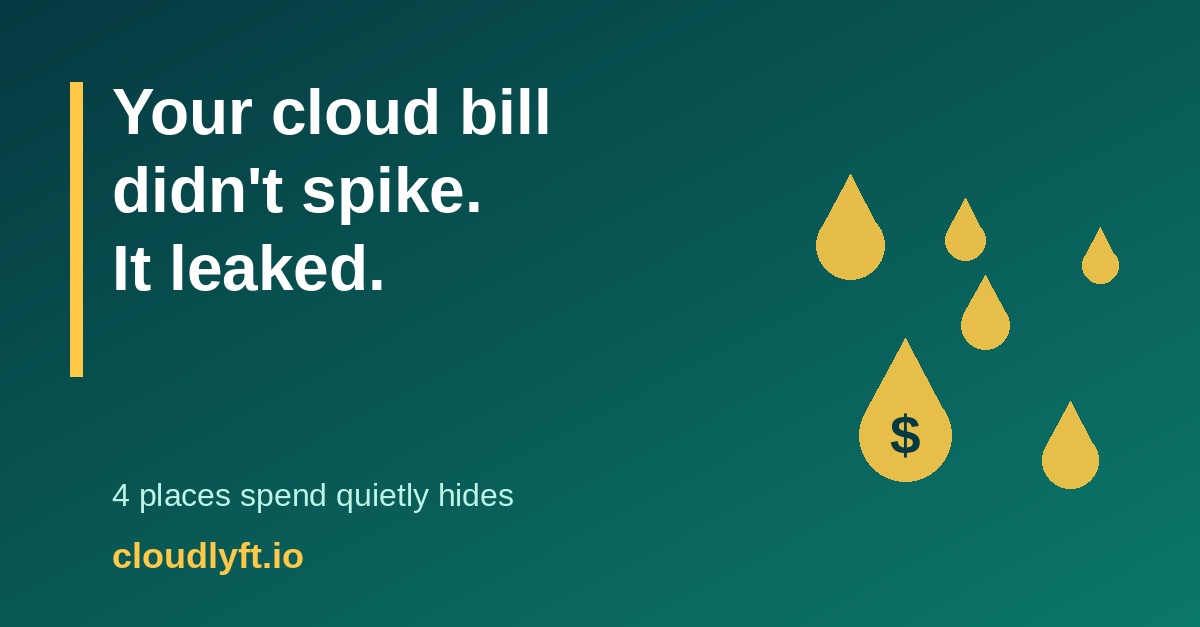 Your cloud bill
didn't spike.
It leaked.
$
4 places spend quietly hides
cloudlyft.io